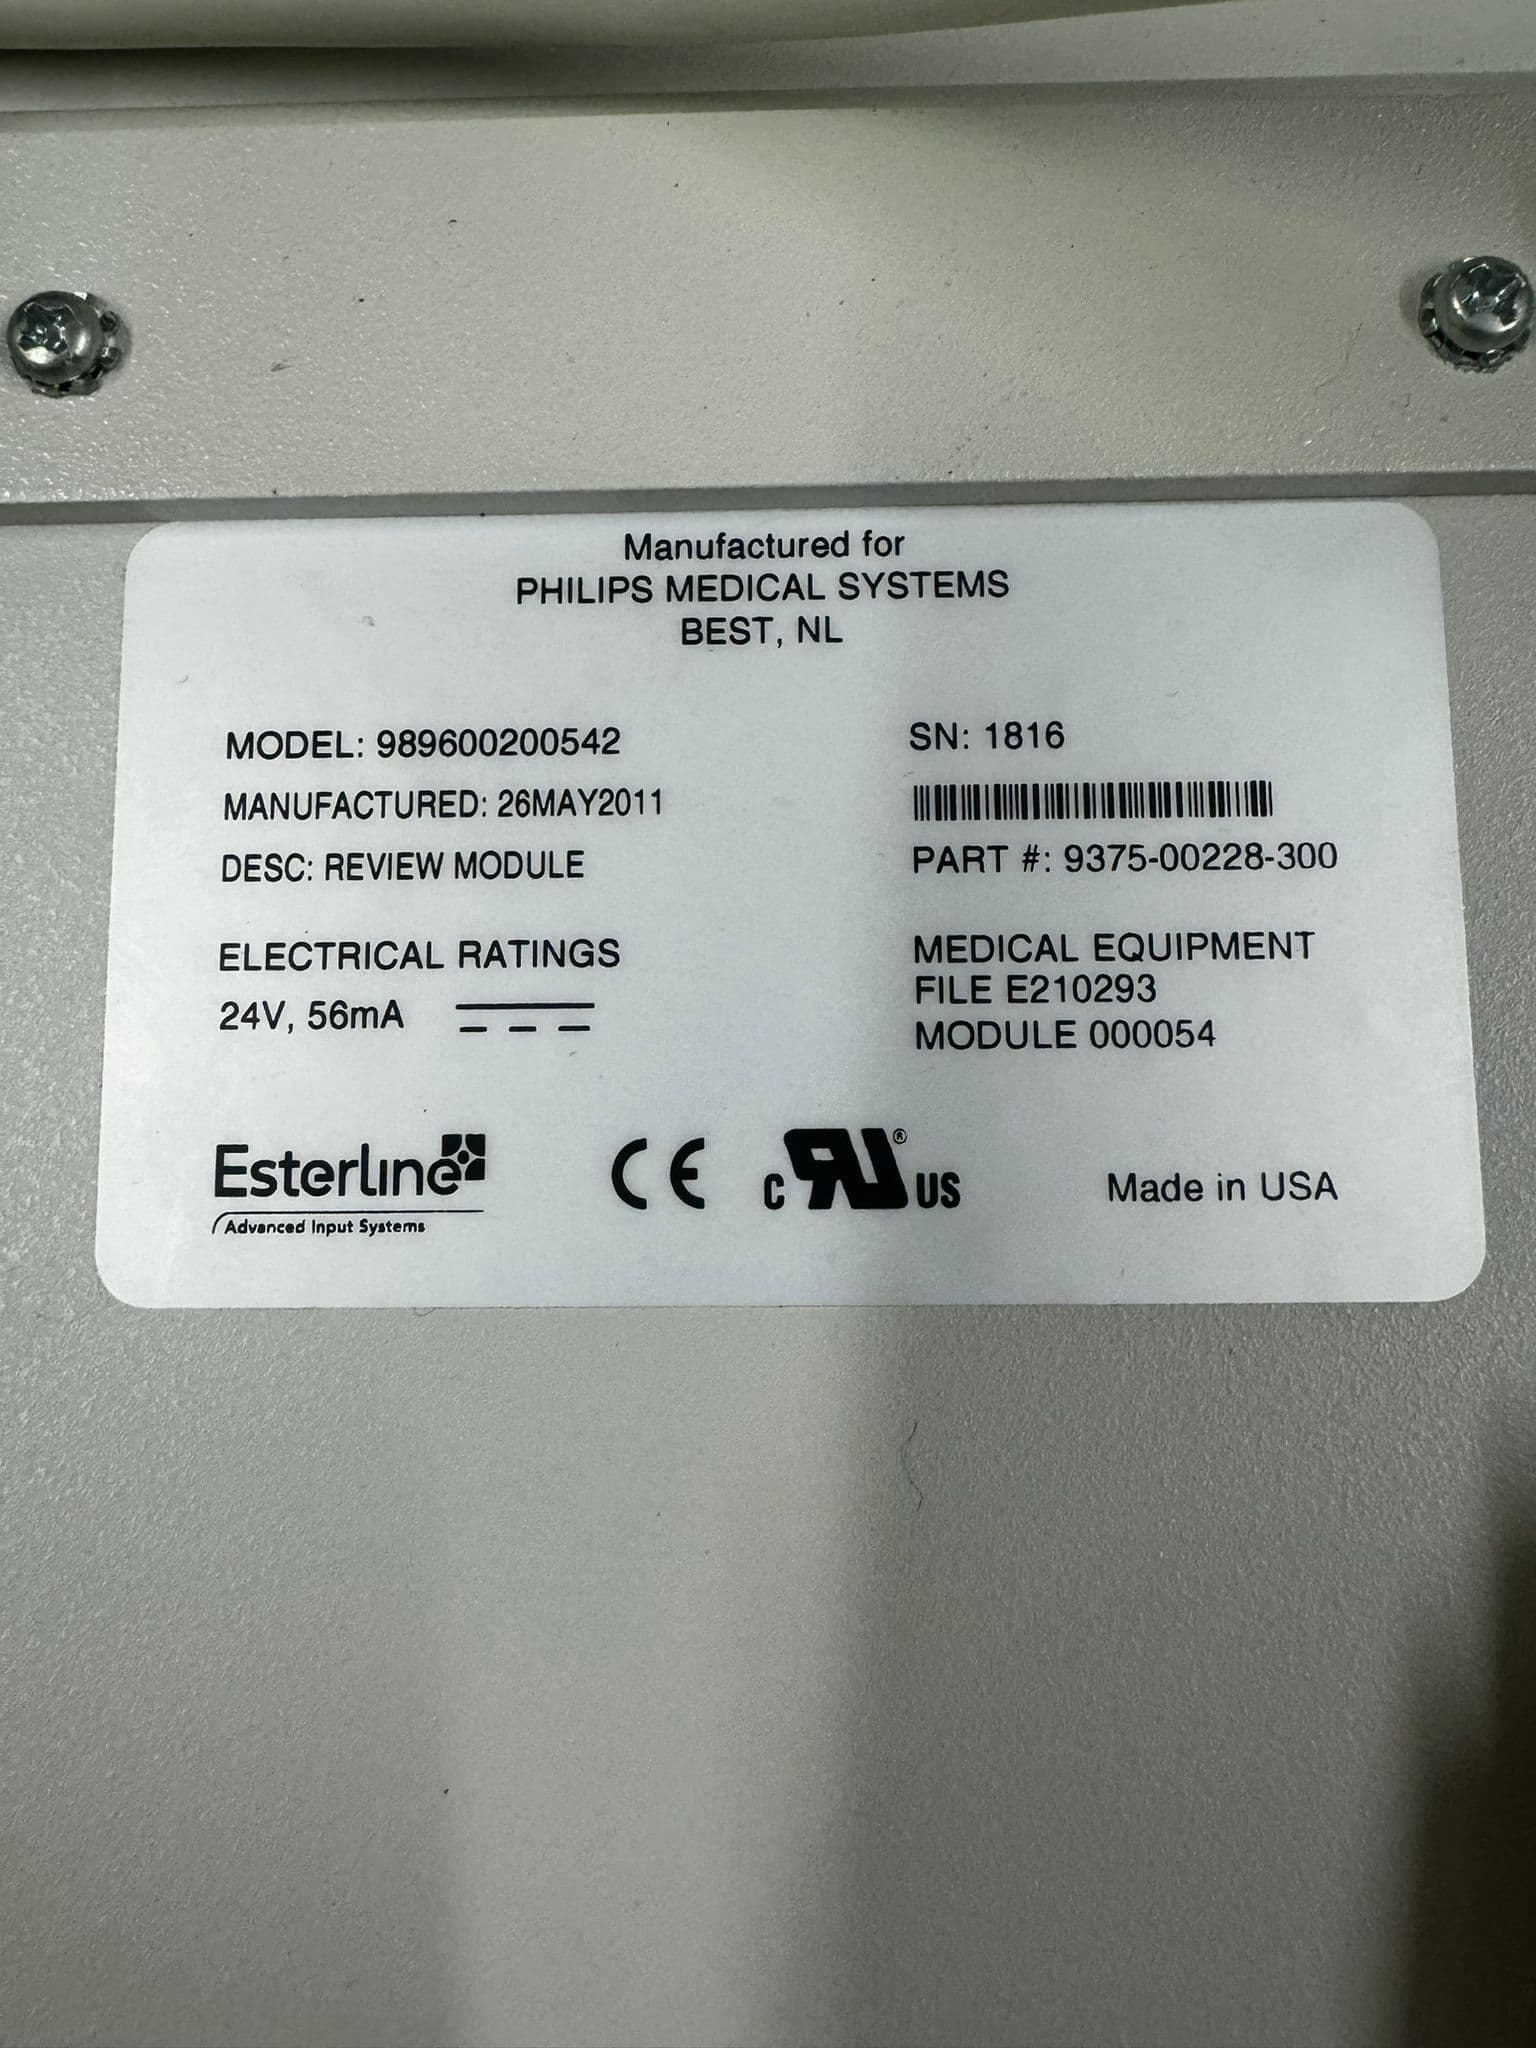 Manufactured for
PHILIPS MEDICAL SYSTEMS
BEST, NL
MODEL: 989600200542
SN: 1816
MANUFACTURED: 26MAY2011
DESC: REVIEW MODULE
PART #: 9375-00228-300
ELECTRICAL RATINGS
24V, 56mA
MEDICAL EQUIPMENT
FILE E210293
MODULE 000054
Esterline
Advanced Input Systems
CE
c RU® US
Made in USA